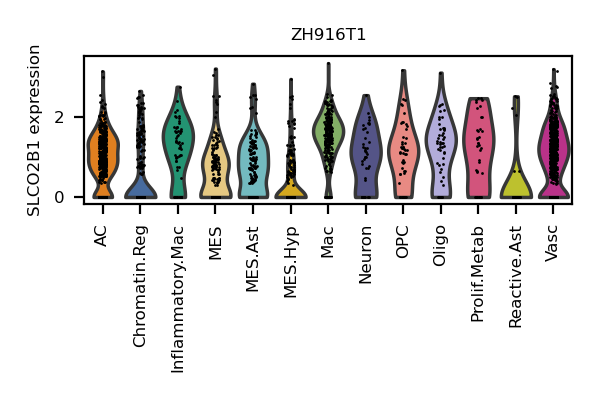 ZH916T1
SLCO2B1 expression
2
0
AC
Chromatin.Reg
Inflammatory.Mac
MES
MES.Ast
MES.Hyp
Mac
Neuron
OPC
Oligo
Prolif.Metab
Reactive.Ast
Vasc